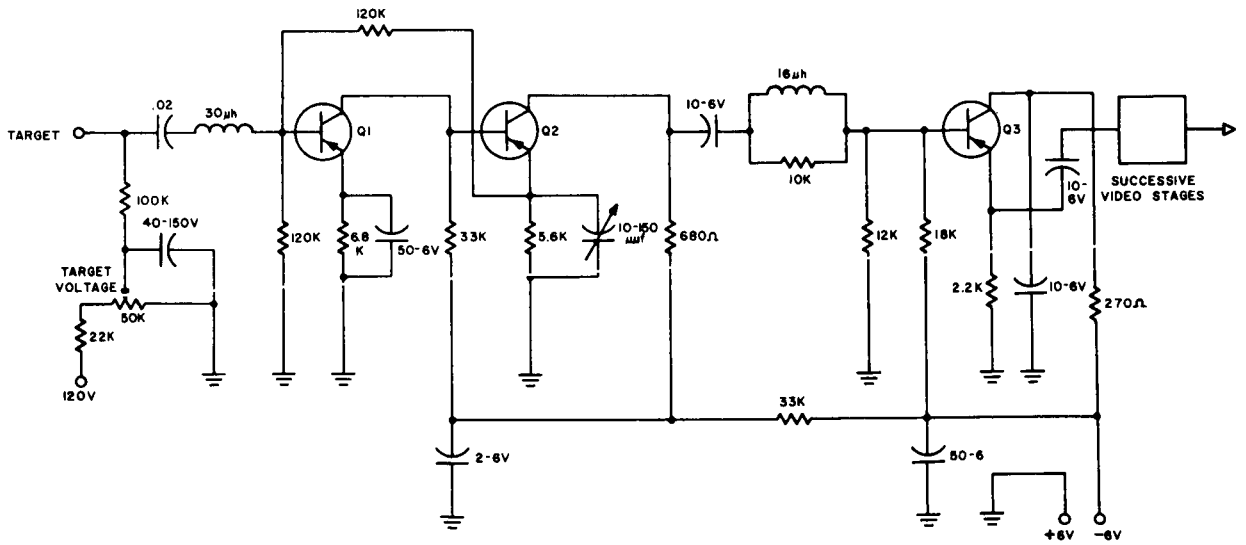 120K
16µh
.02
30µh
10-6V
TARGET
Q1
Q2
Q3
10K
SUCCESSIVE
VIDEO STAGES
10-
6V
100K
40-150V
120K
6.8
K
50-6V
33K
5.6K
10-150
µµf
680Ω
12K
18K
2.2K
10-6V
270Ω
TARGET
VOLTAGE
50K
22K
120V
33K
2-6V
50-6
+6V
-6V